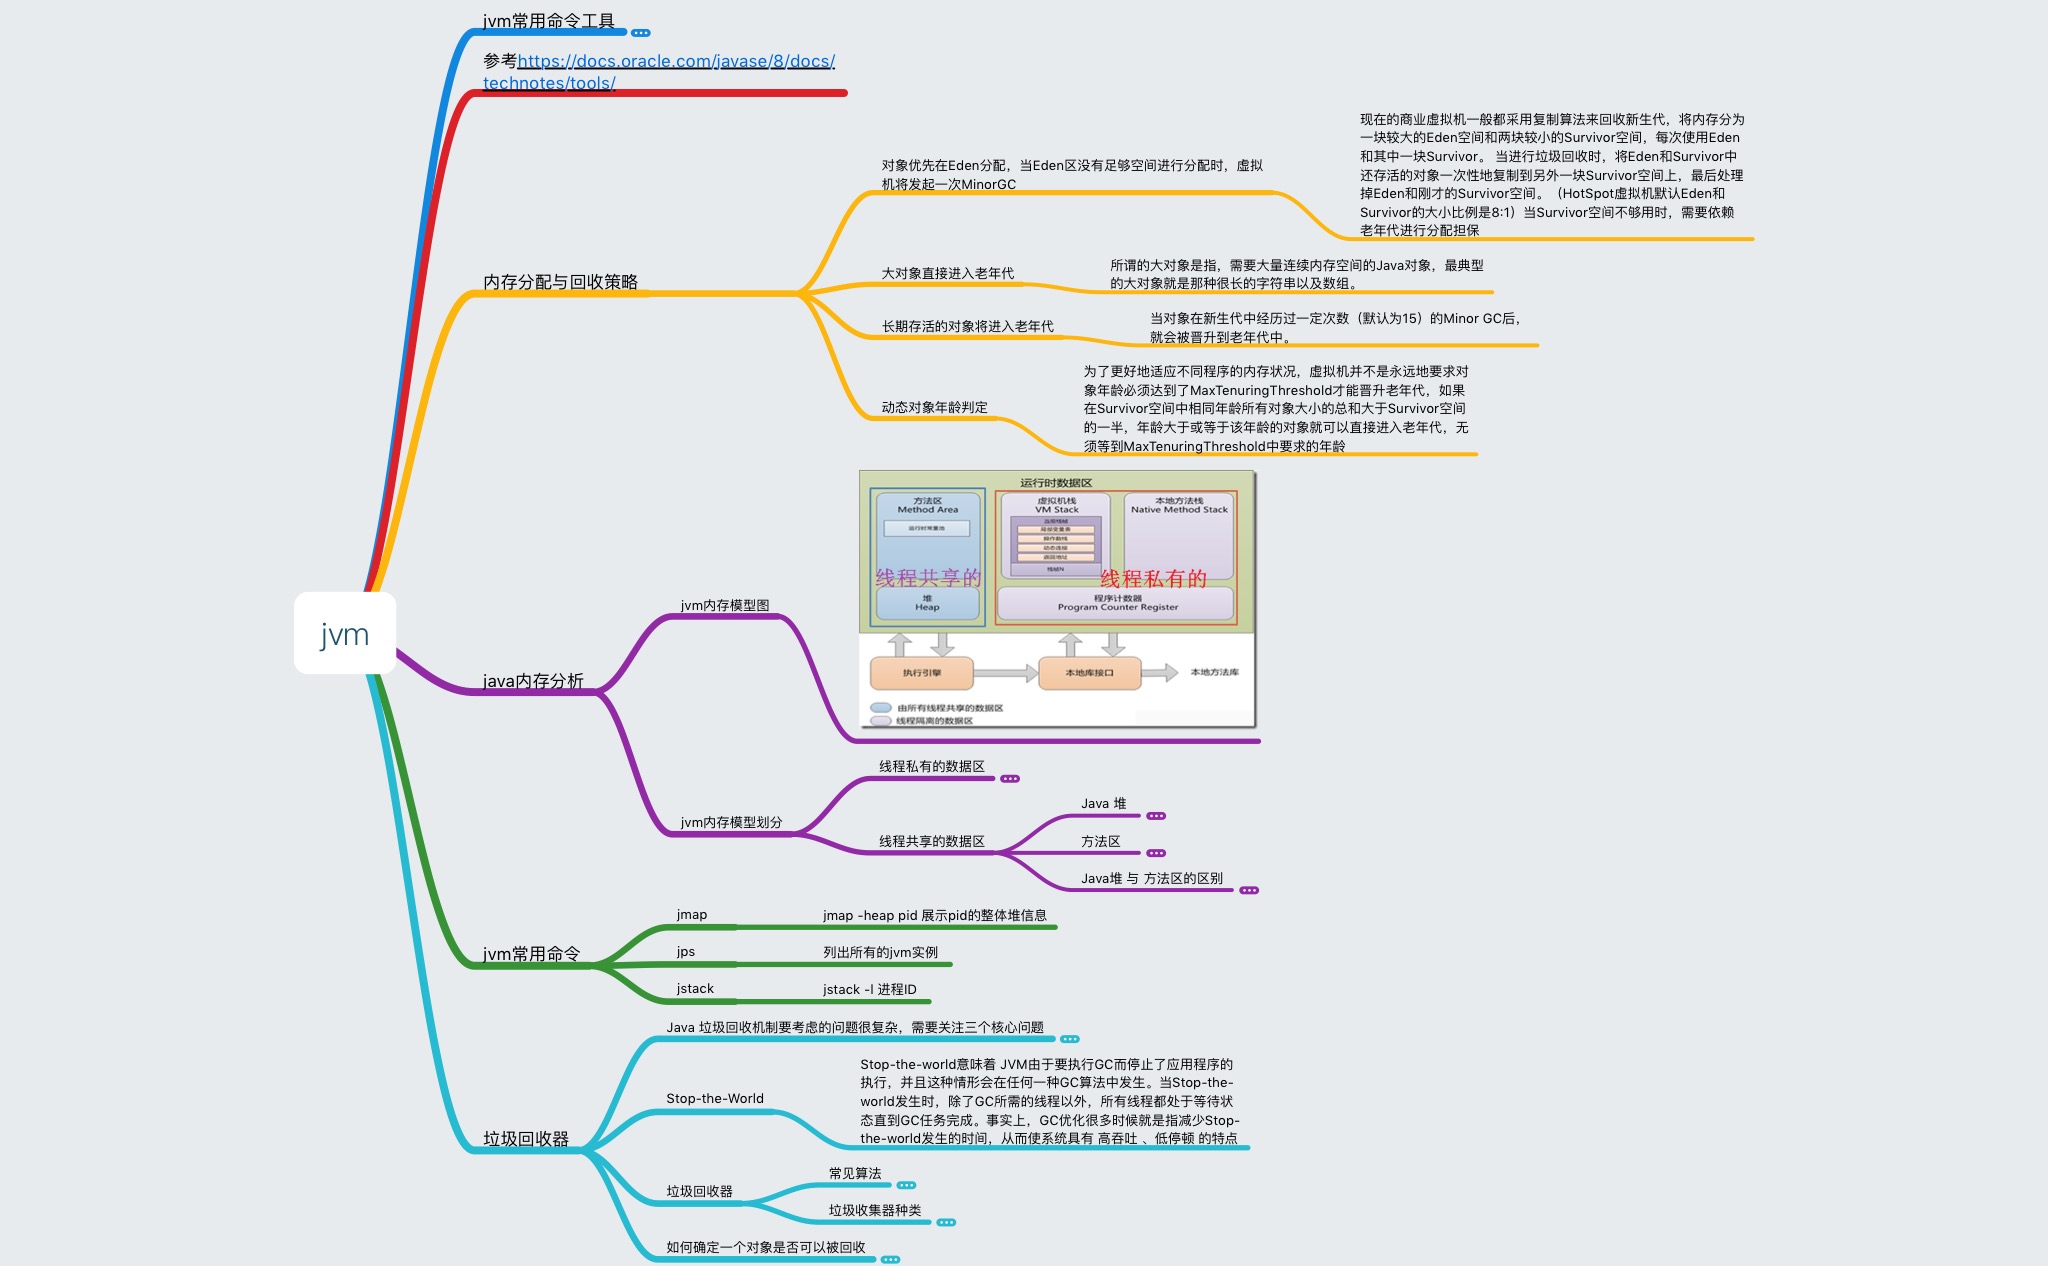 jvm常用命令工具
参考https://docs.oracle.com/javase/8/docs/
technotes/tools/
内存分配与回收策略
对象优先在Eden分配，当Eden区没有足够空间进行分配时，虚拟
机将发起一次MinorGC
现在的商业虚拟机一般都采用复制算法来回收新生代，将内存分为
一块较大的Eden空间和两块较小的Survivor空间，每次使用Eden
和其中一块Survivor。 当进行垃圾回收时，将Eden和Survivor中
还存活的对象一次性地复制到另外一块Survivor空间上，最后处理
掉Eden和刚才的Survivor空间。（HotSpot虚拟机默认Eden和
Survivor的大小比例是8:1）当Survivor空间不够用时，需要依赖
老年代进行分配担保
大对象直接进入老年代
所谓的大对象是指，需要大量连续内存空间的Java对象，最典型
的大对象就是那种很长的字符串以及数组。
长期存活的对象将进入老年代
当对象在新生代中经历过一定次数（默认为15）的Minor GC后，
就会被晋升到老年代中。
动态对象年龄判定
为了更好地适应不同程序的内存状况，虚拟机并不是永远地要求对
象年龄必须达到了MaxTenuringThreshold才能晋升老年代，如果
在Survivor空间中相同年龄所有对象大小的总和大于Survivor空间
的一半，年龄大于或等于该年龄的对象就可以直接进入老年代，无
须等到MaxTenuringThreshold中要求的年龄
jvm
java内存分析
jvm内存模型图
运行时数据区
方法区
Method Area
运行时常量池
线程共享的
堆
Heap
虚拟机栈
VM Stack
当前栈帧
局部变量表
操作数栈
动态连接
返回地址
栈帧N
本地方法栈
Native Method Stack
线程私有的
程序计数器
Program Counter Register
执行引擎
本地库接口
本地方法库
由所有线程共享的数据区
线程隔离的数据区
jvm内存模型划分
线程私有的数据区
线程共享的数据区
Java 堆
方法区
Java堆 与 方法区的区别
jvm常用命令
jmap
jmap -heap pid 展示pid的整体堆信息
jps
列出所有的jvm实例
jstack
jstack -l 进程ID
垃圾回收器
Java 垃圾回收机制要考虑的问题很复杂，需要关注三个核心问题
Stop-the-World
Stop-the-world意味着 JVM由于要执行GC而停止了应用程序的
执行，并且这种情形会在任何一种GC算法中发生。当Stop-the-
world发生时，除了GC所需的线程以外，所有线程都处于等待状
态直到GC任务完成。事实上，GC优化很多时候就是指减少Stop-
the-world发生的时间，从而使系统具有 高吞吐 、低停顿 的特点
垃圾回收器
常见算法
垃圾收集器种类
如何确定一个对象是否可以被回收